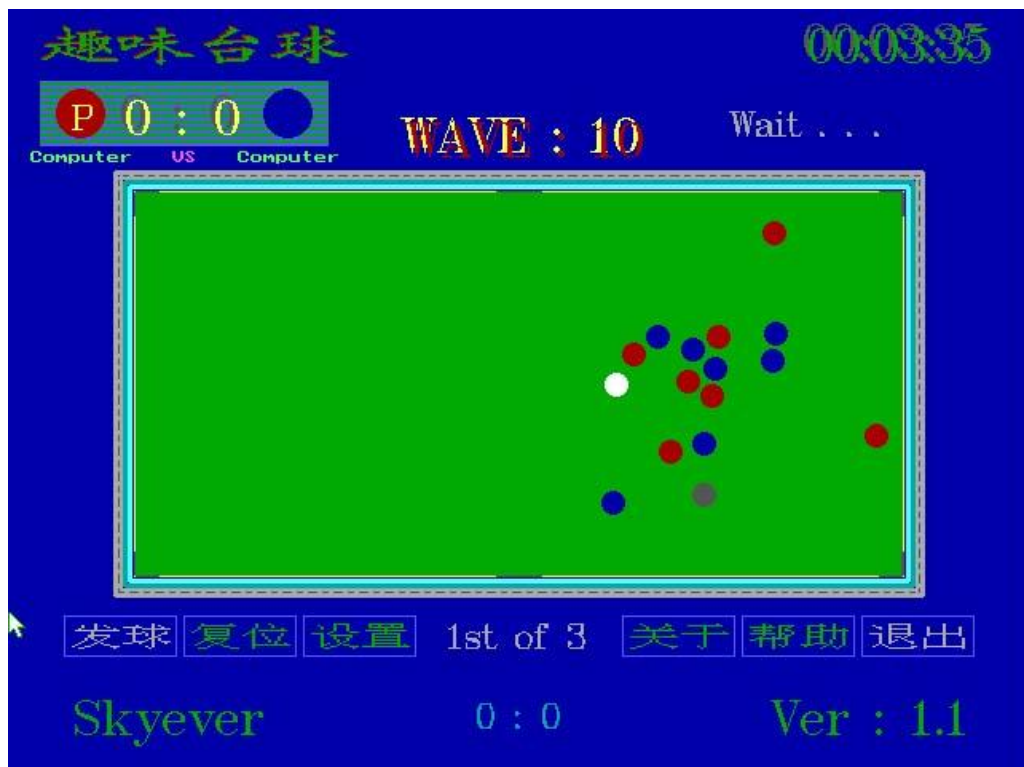 趣味台球 00:03:35
P 0 : 0
Computer VS Computer
WAVE : 10
Wait . . .
发球 复位 设置 1st of 3 关于 帮助 退出
Skyever 0 : 0 Ver : 1.1